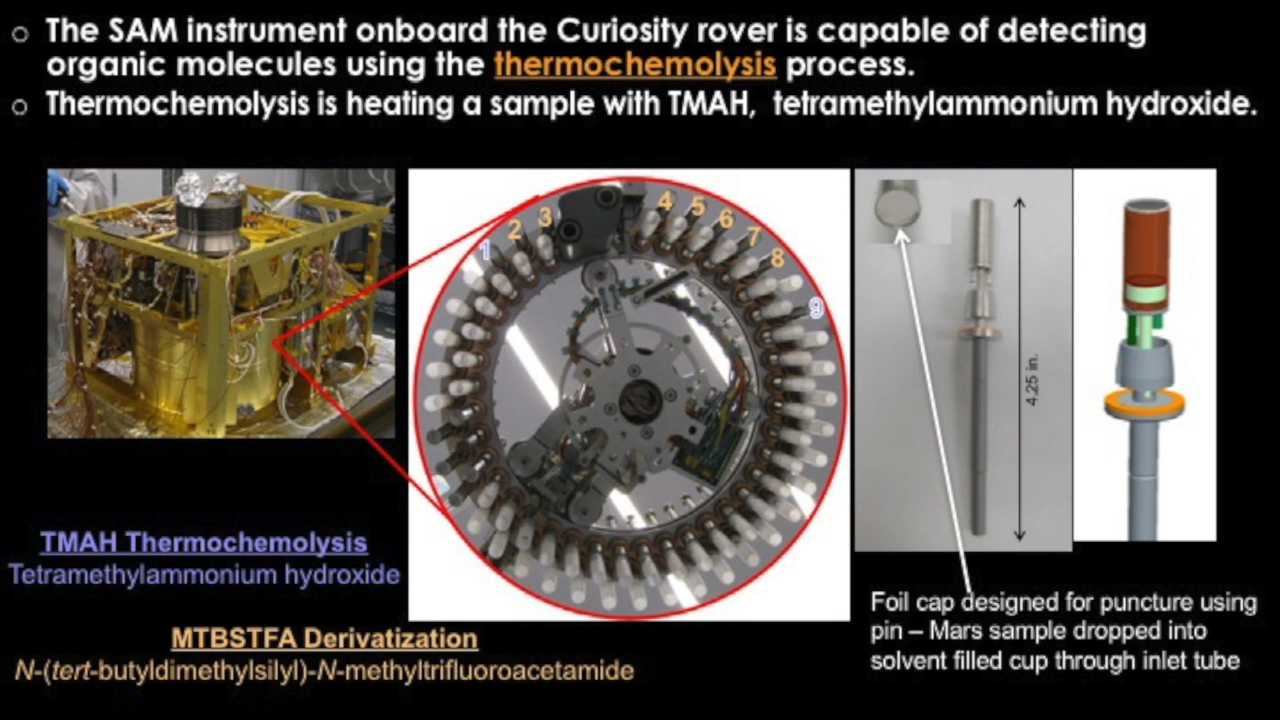 ○ The SAM instrument onboard the Curiosity rover is capable of detecting
organic molecules using the thermochemolysis process.
○ Thermochemolysis is heating a sample with TMAH, tetramethylammonium hydroxide.
1
2
3
4
5
6
7
8
9
4.25 in.
TMAH Thermochemolysis
Tetramethylammonium hydroxide
MTBSTFA Derivatization
N-(tert-butyldimethylsilyl)-N-methyltrifluoroacetamide
Foil cap designed for puncture using
pin – Mars sample dropped into
solvent filled cup through inlet tube